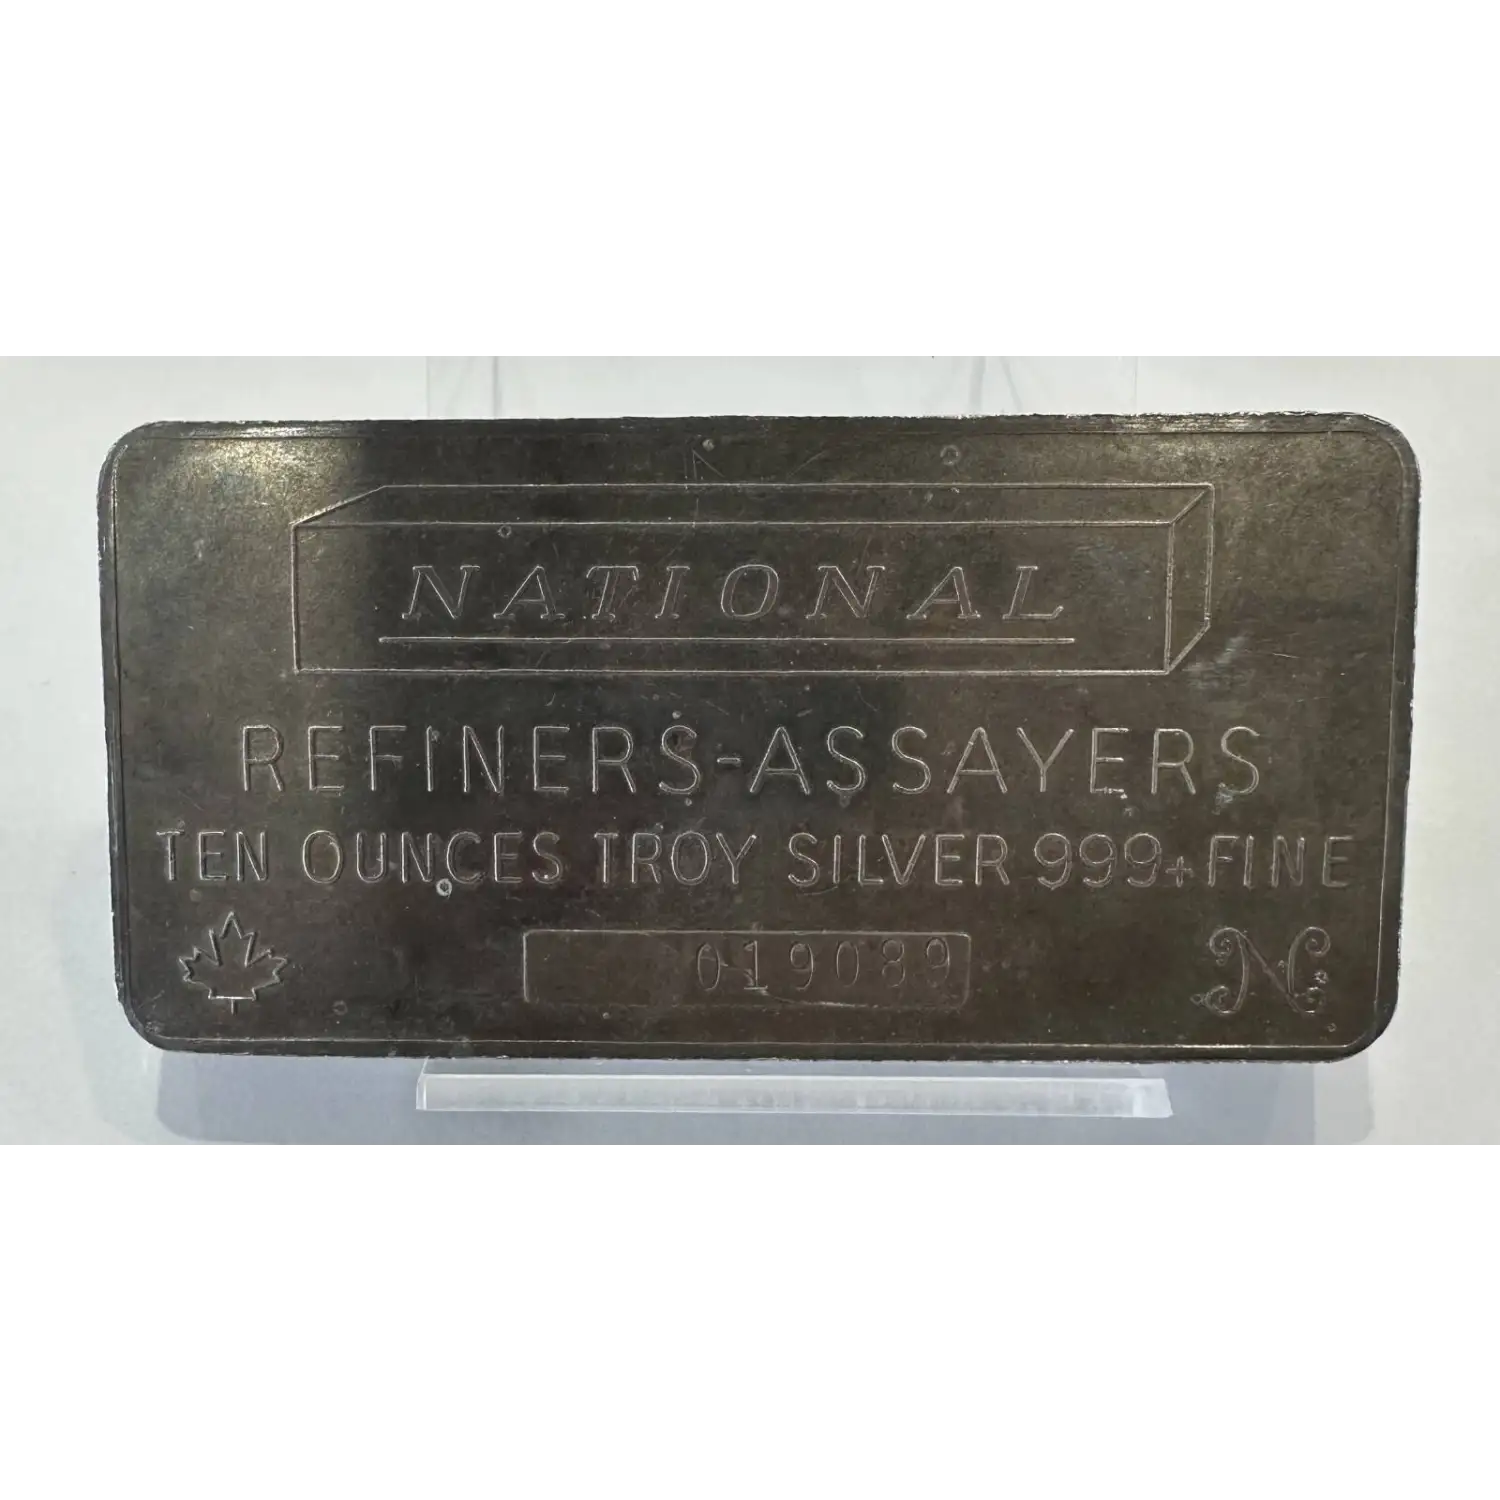 NATIONAL
REFINERS-ASSAYERS
TEN OUNCES TROY SILVER 999+ FINE
019089
N